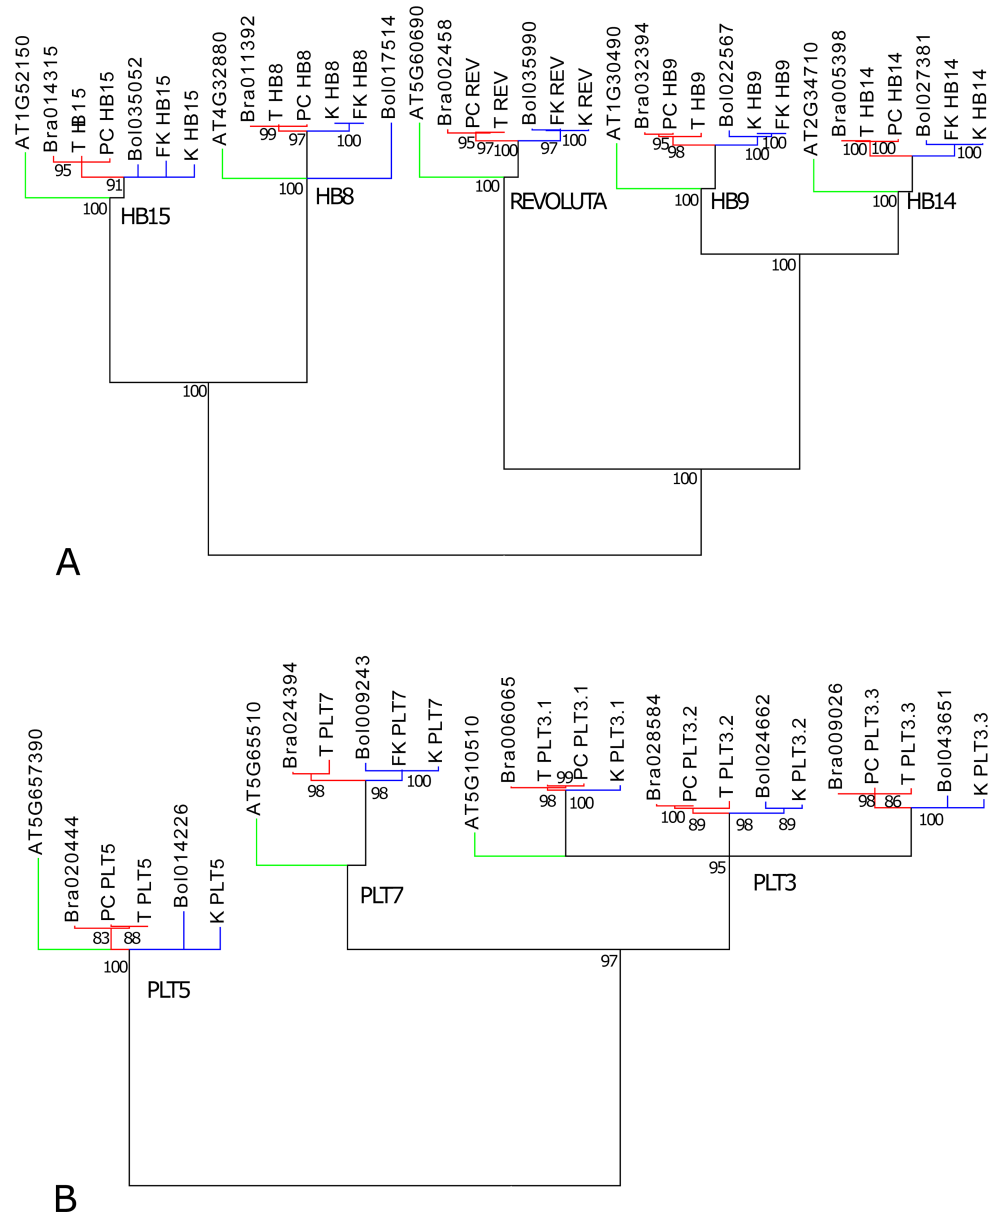 AT1G52150
Bra014315
T HB15
PC HB15
Bol035052
FK HB15
K HB15
95
91
100
HB15
AT4G32880
Bra011392
T HB8
PC HB8
K HB8
FK HB8
Bol017514
99
97
100
100
HB8
AT5G60690
Bra002458
PC REV
T REV
Bol035990
FK REV
K REV
95
97
100
97
100
100
REVOLUTA
AT1G30490
Bra032394
PC HB9
T HB9
Bol022567
K HB9
FK HB9
95
98
100
100
100
HB9
AT2G34710
Bra005398
T HB14
PC HB14
Bol027381
FK HB14
K HB14
100
100
100
100
HB14
100
100
100
A
AT5G657390
Bra020444
PC PLT5
T PLT5
Bol014226
K PLT5
83
88
100
PLT5
AT5G65510
Bra024394
T PLT7
Bol009243
FK PLT7
K PLT7
98
98
100
PLT7
AT5G10510
Bra006065
T PLT3.1
PC PLT3.1
K PLT3.1
99
98
100
Bra028584
PC PLT3.2
T PLT3.2
Bol024662
K PLT3.2
100
89
98
89
Bra009026
PC PLT3.3
T PLT3.3
Bol043651
K PLT3.3
98
86
100
95
PLT3
97
B